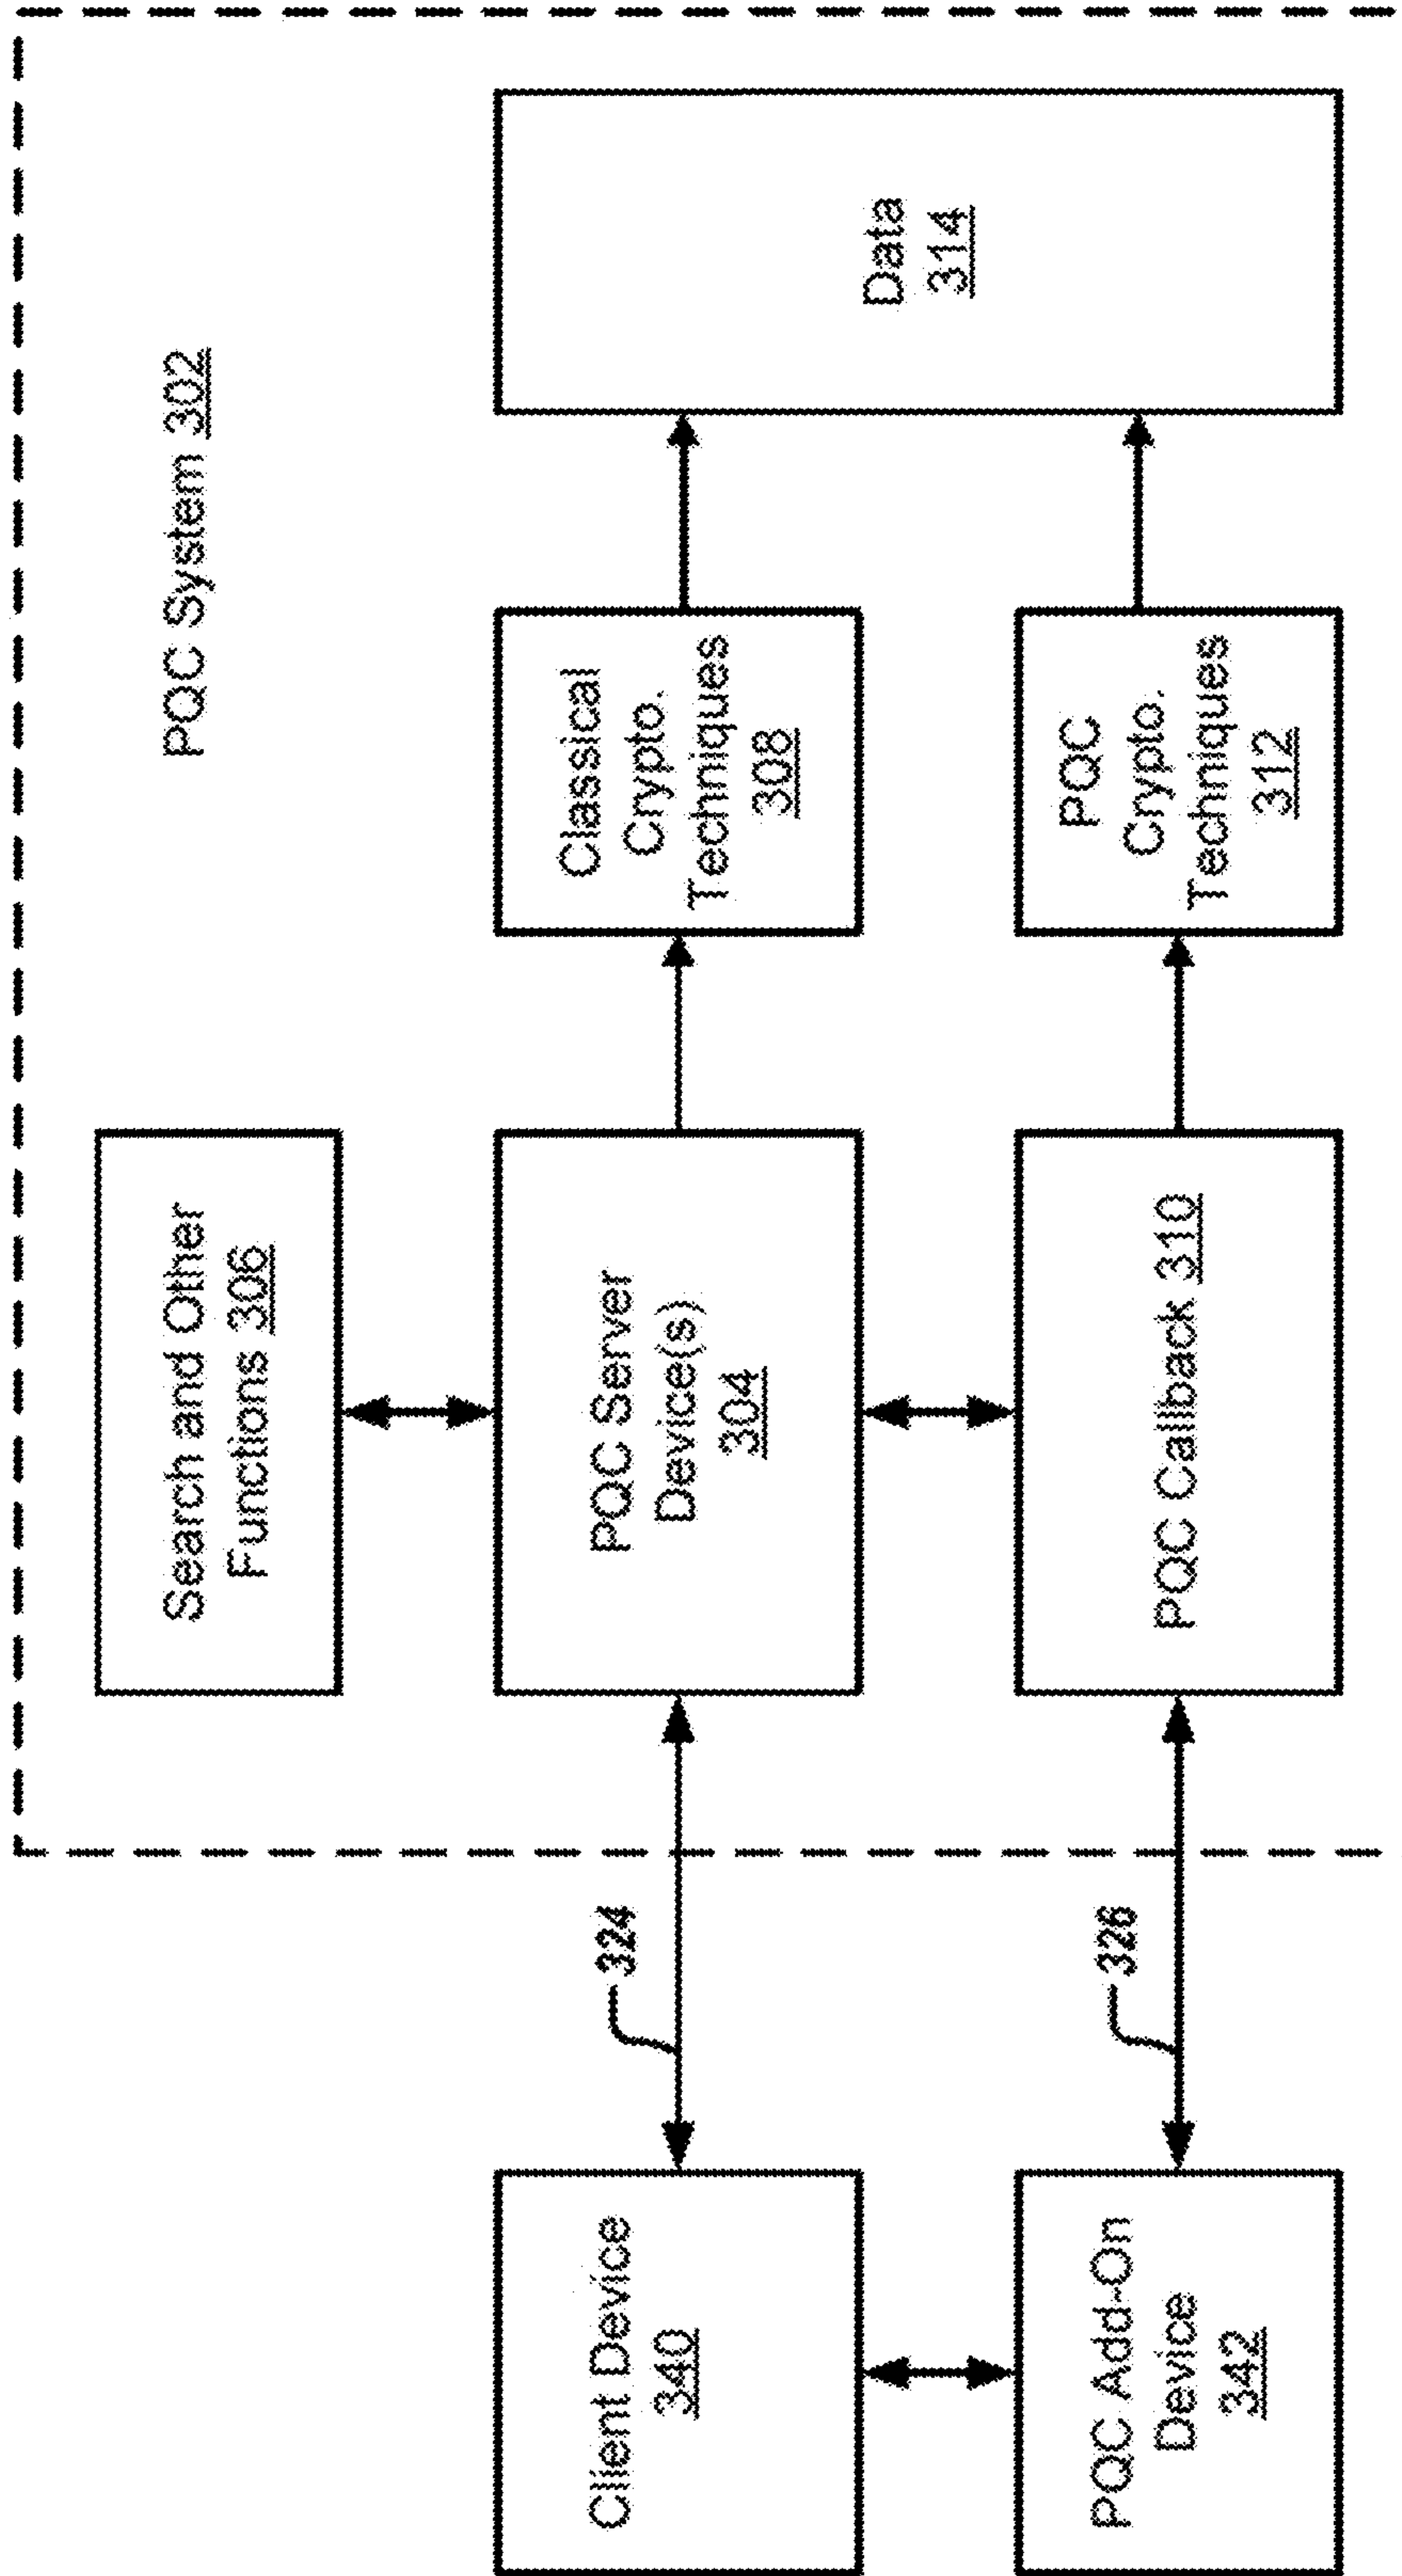 PQC System 302
Search and Other
Functions 306
Client Device
340
324
PQC Server
Device(s)
304
Classical
Crypto.
Techniques
308
Data
314
PQC Add-On
Device
342
326
PQC Callback 310
PQC
Crypto.
Techniques
312